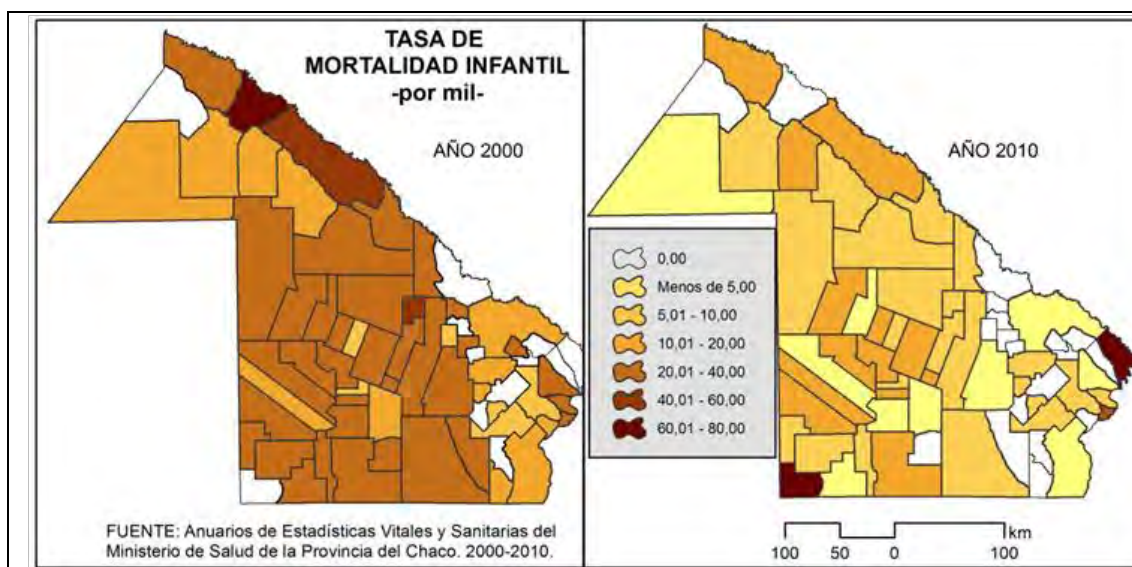 TASA DE
MORTALIDAD INFANTIL
-por mil-
AÑO 2000
FUENTE: Anuarios de Estadísticas Vitales y Sanitarias del
Ministerio de Salud de la Provincia del Chaco. 2000-2010.
AÑO 2010
0,00
Menos de 5,00
5,01 - 10,00
10,01 - 20,00
20,01 - 40,00
40,01 - 60,00
60,01 - 80,00
km
100 50 0 100